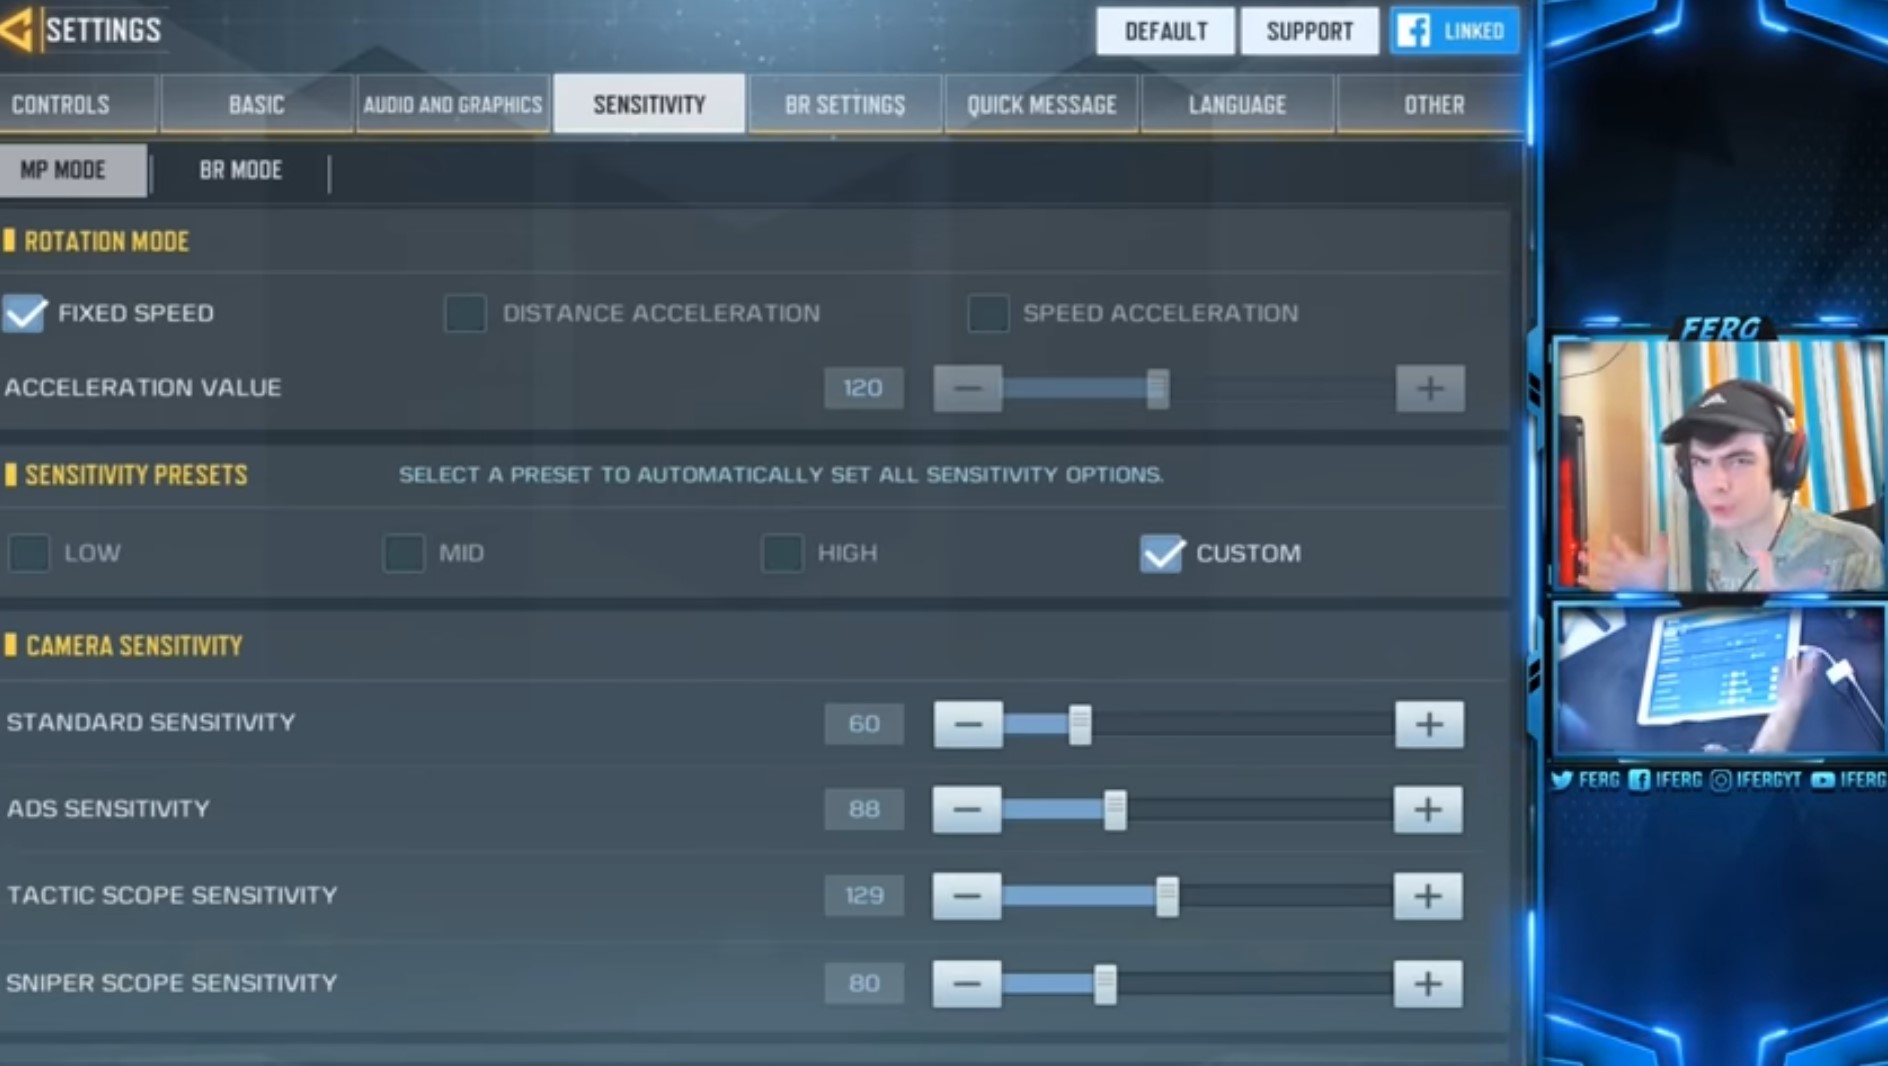 SETTINGS
DEFAULT SUPPORT LINKED
CONTROLS BASIC AUDIO AND GRAPHICS SENSITIVITY BR SETTINGS QUICK MESSAGE LANGUAGE OTHER
MP MODE BR MODE
ROTATION MODE
FIXED SPEED DISTANCE ACCELERATION SPEED ACCELERATION
ACCELERATION VALUE 120
SENSITIVITY PRESETS SELECT A PRESET TO AUTOMATICALLY SET ALL SENSITIVITY OPTIONS.
LOW MID HIGH CUSTOM
CAMERA SENSITIVITY
STANDARD SENSITIVITY 60
ADS SENSITIVITY 88
TACTIC SCOPE SENSITIVITY 129
SNIPER SCOPE SENSITIVITY 80
FERG
FERG IFERG IFERGYT IFERG